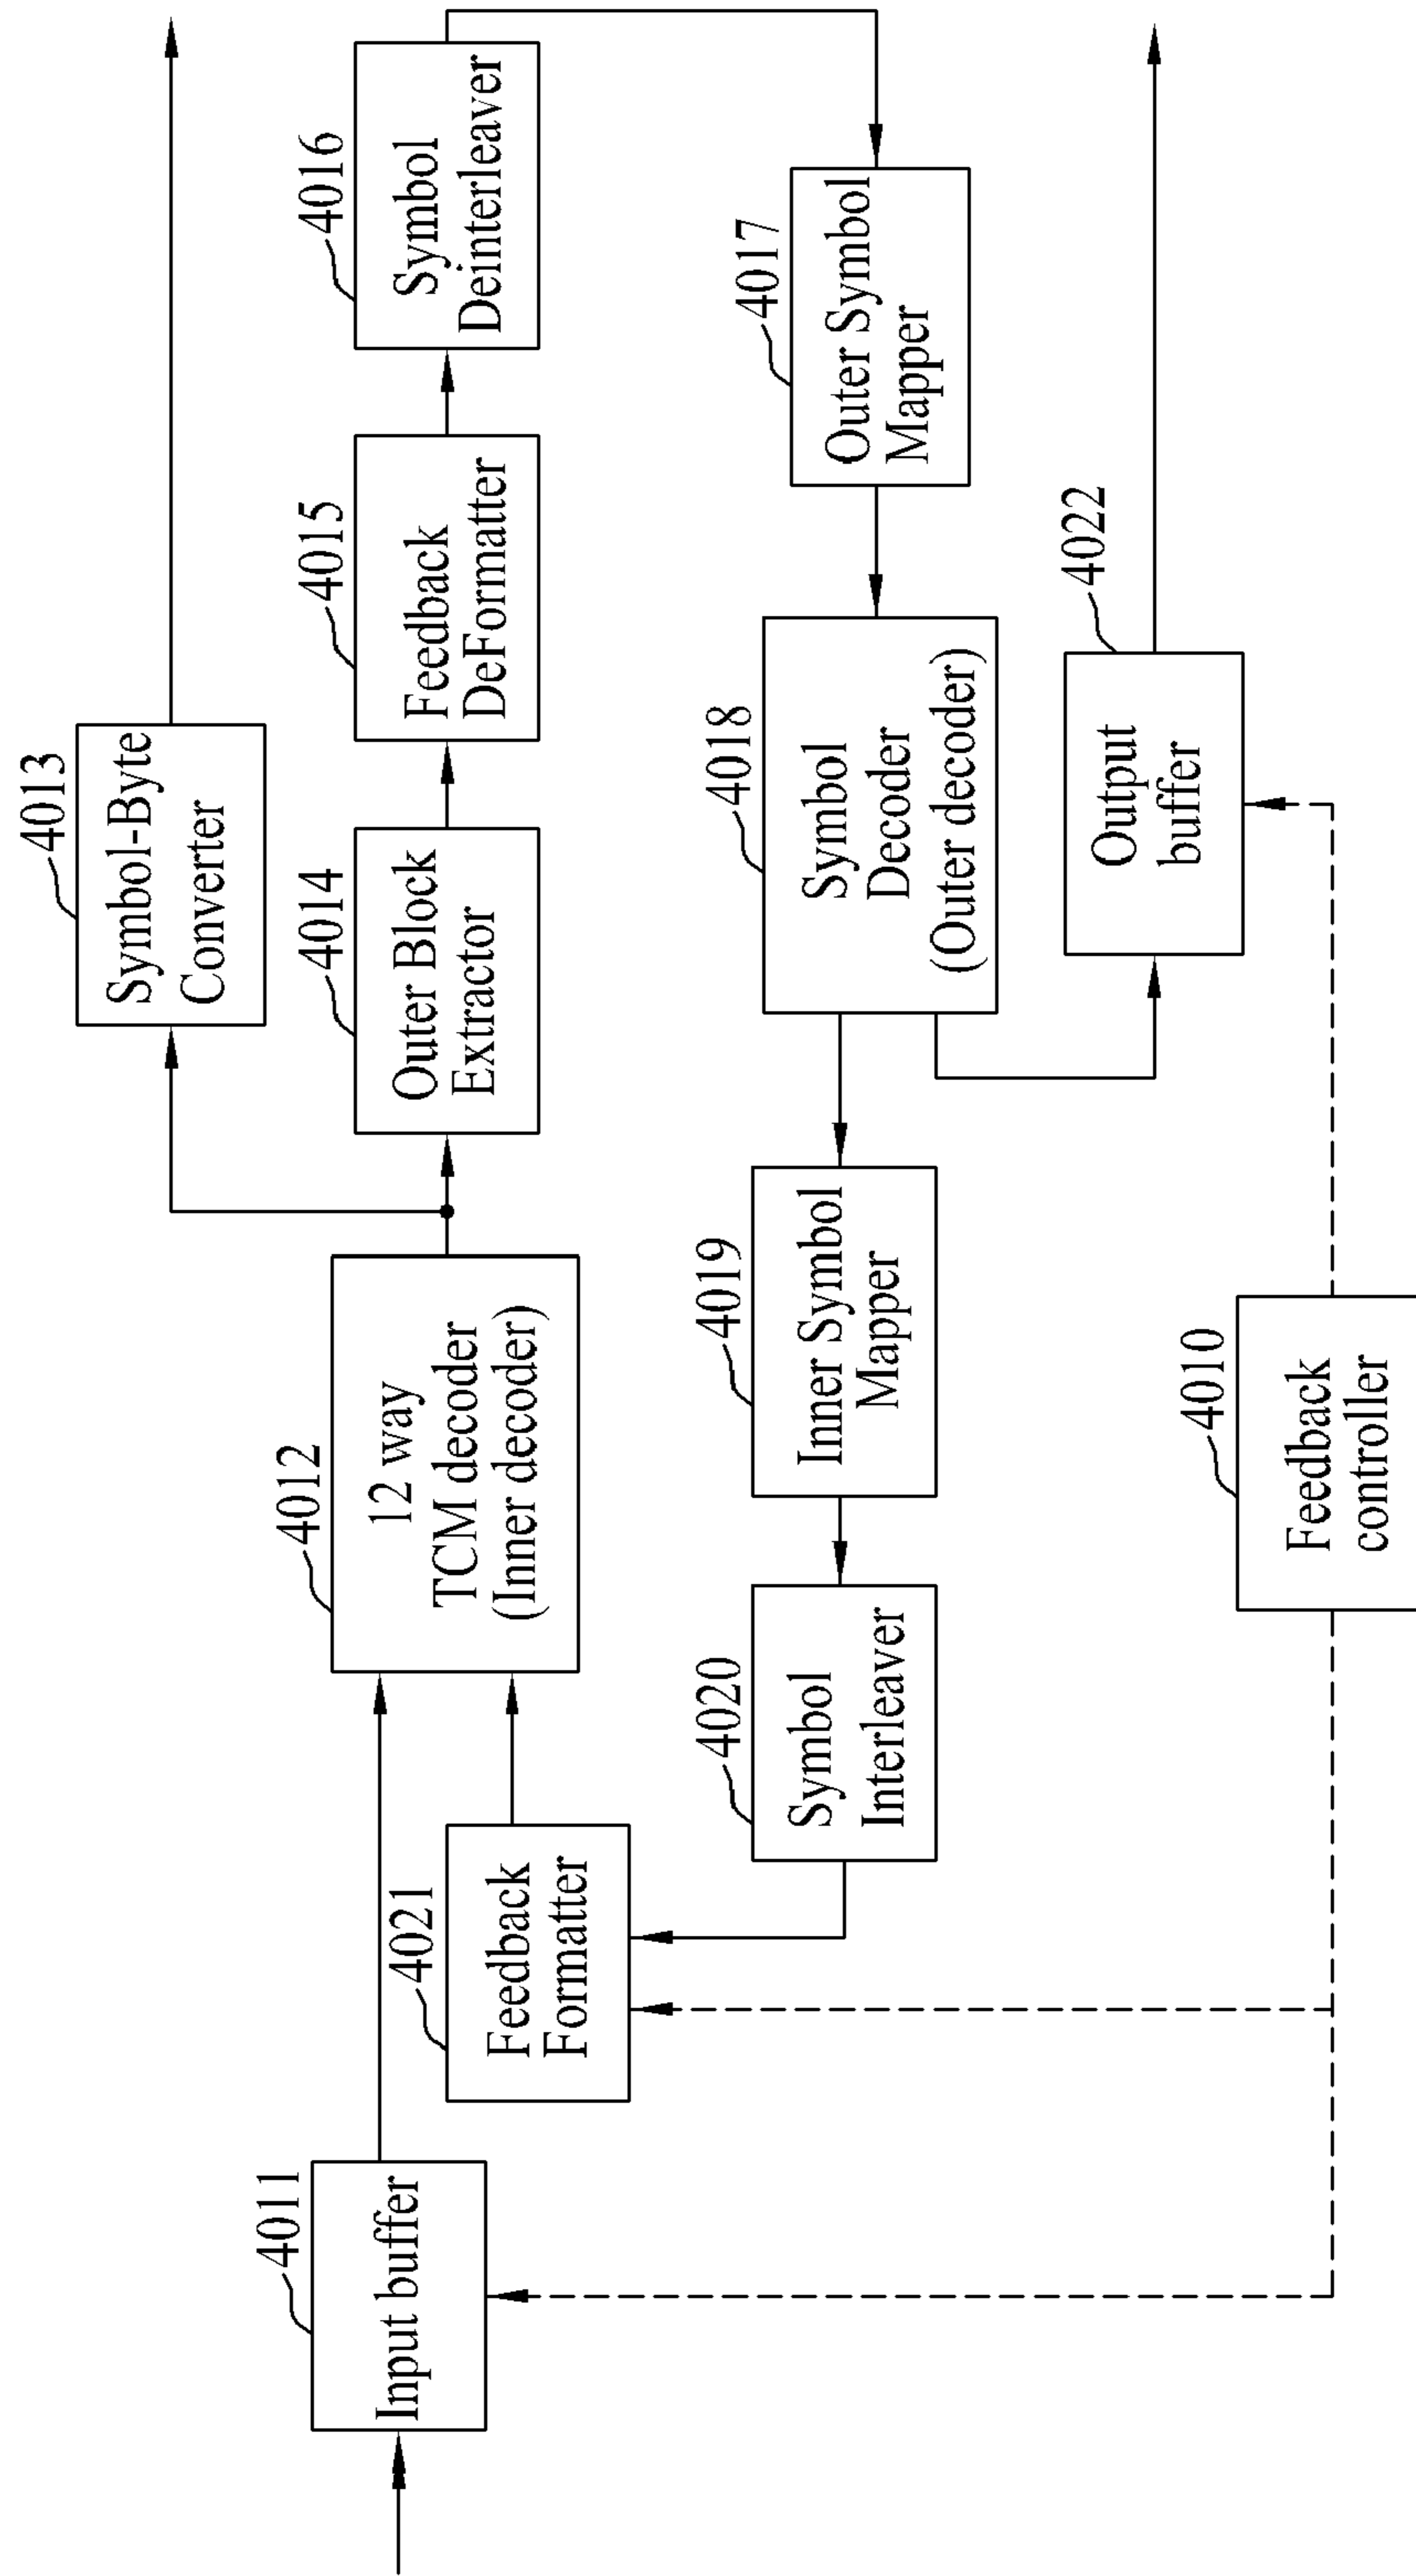 4013
Symbol-Byte
Converter
4012
12 way
TCM decoder
(Inner decoder)
4014
Outer Block
Extractor
4015
Feedback
DeFormatter
4016
Symbol
Deinterleaver
4011
Input buffer
4021
Feedback
Formatter
4020
Symbol
Interleaver
4019
Inner Symbol
Mapper
4018
Symbol
Decoder
(Outer decoder)
4017
Outer Symbol
Mapper
4022
Output
buffer
4010
Feedback
controller